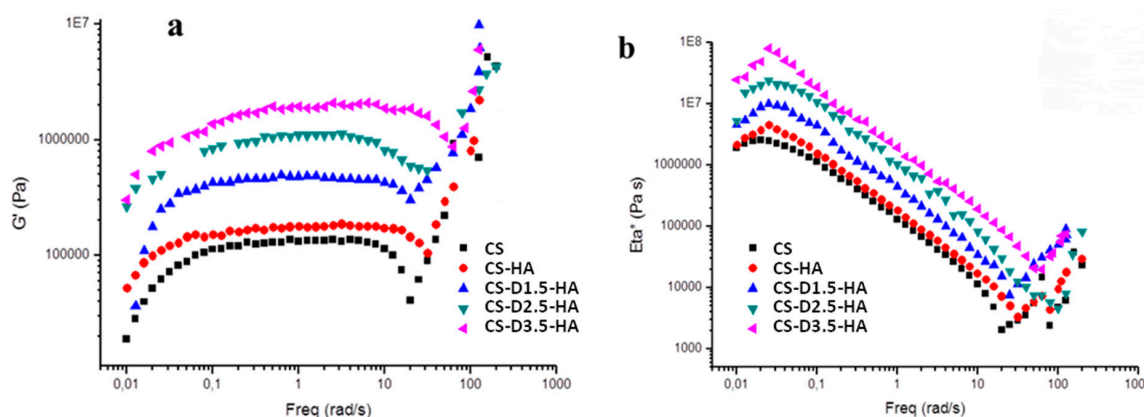 a
1E7
1000000
100000
G' (Pa)
CS
CS-HA
CS-D1.5-HA
CS-D2.5-HA
CS-D3.5-HA
0,01
0,1
1
10
100
1000
Freq (rad/s)
b
1E8
1E7
1000000
100000
10000
1000
Eta* (Pa s)
CS
CS-HA
CS-D1.5-HA
CS-D2.5-HA
CS-D3.5-HA
0,01
0,1
1
10
100
1000
Freq (rad/s)